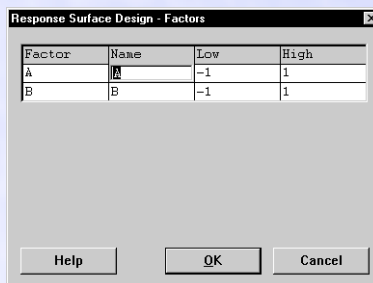 Response Surface Design - Factors
Factor Name Low High
A A -1 1
B B -1 1
Help OK Cancel